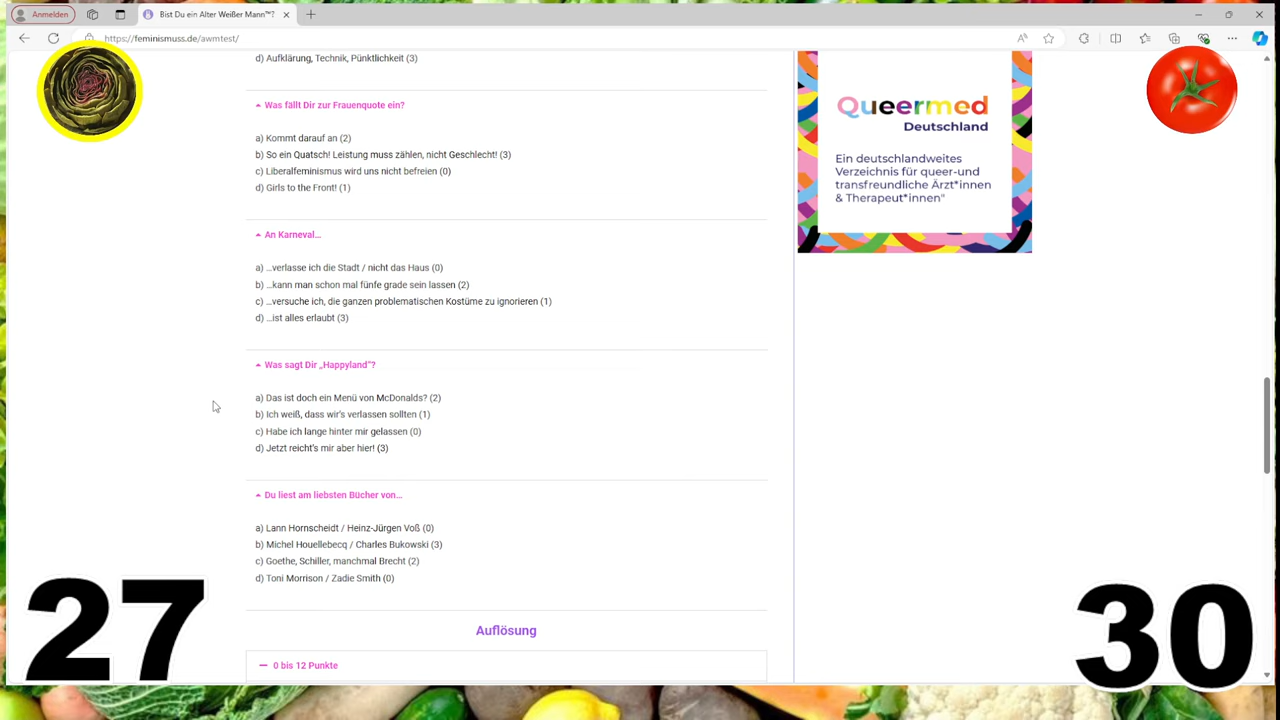 Anmelden
Bist Du ein Alter Weißer Mann™?
https://feminismuss.de/awmtest/
d) Aufklärung, Technik, Pünktlichkeit (3)
Was fällt Dir zur Frauenquote ein?
a) Kommt darauf an (2)
b) So ein Quatsch! Leistung muss zählen, nicht Geschlecht! (3)
c) Liberalfeminismus wird uns nicht befreien (0)
d) Girls to the Front! (1)
An Karneval…
a) …verlasse ich die Stadt / nicht das Haus (0)
b) …kann man schon mal fünfe grade sein lassen (2)
c) …versuche ich, die ganzen problematischen Kostüme zu ignorieren (1)
d) …ist alles erlaubt (3)
Was sagt Dir „Happyland“?
a) Das ist doch ein Menü von McDonalds? (2)
b) Ich weiß, dass wir's verlassen sollten (1)
c) Habe ich lange hinter mir gelassen (0)
d) Jetzt reicht's mir aber hier! (3)
Du liest am liebsten Bücher von…
a) Lann Hornscheidt / Heinz-Jürgen Voß (0)
b) Michel Houellebecq / Charles Bukowski (3)
c) Goethe, Schiller, manchmal Brecht (2)
d) Toni Morrison / Zadie Smith (0)
Auflösung
0 bis 12 Punkte
Queermed
Deutschland
Ein deutschlandweites
Verzeichnis für queer-und
transfreundliche Ärzt*innen
& Therapeut*innen"
27
30